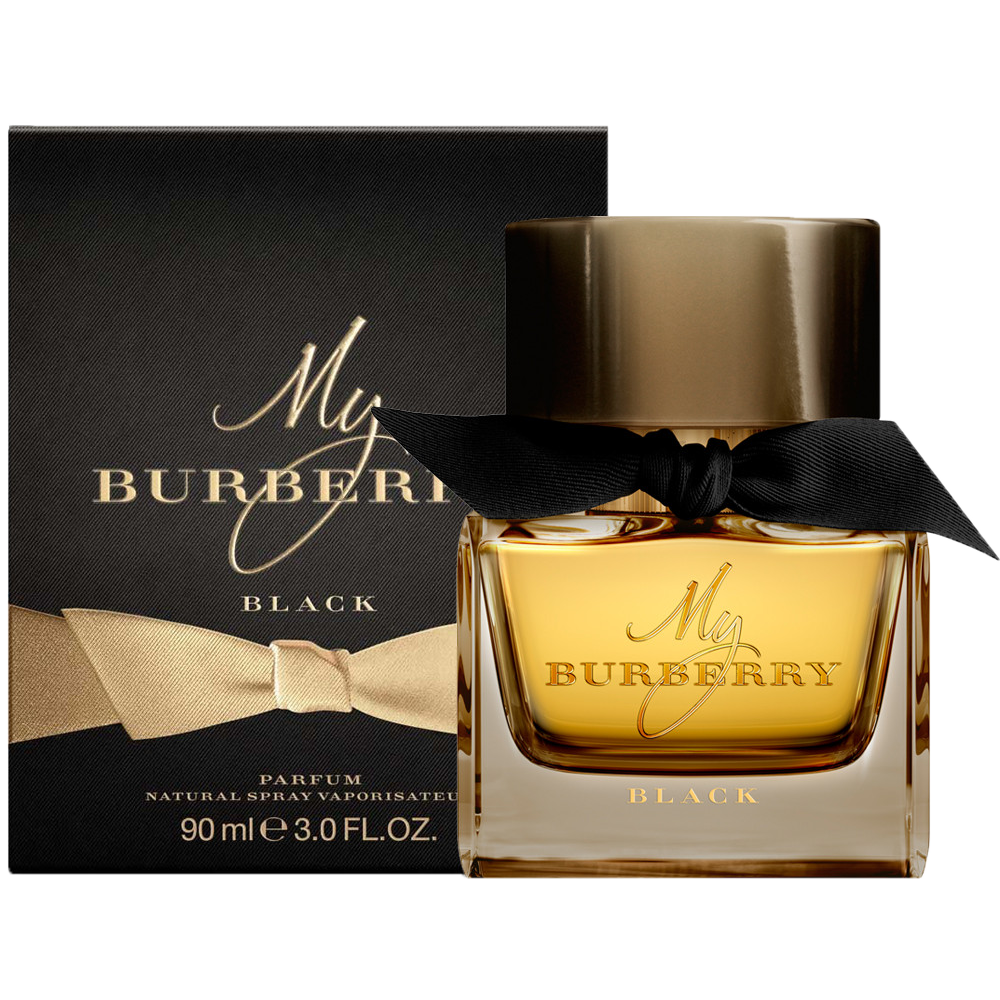 My
BURBERR
BLACK
PARFUM
NATURAL SPRAY VAPORISATEU
90 ml e 3.0 FL.OZ.
My
BURBERRY
BLACK